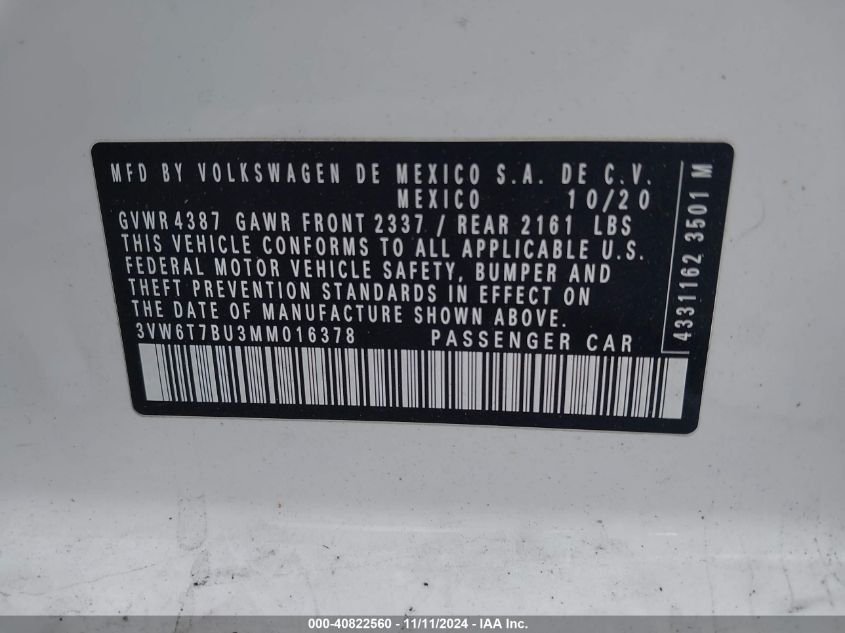 MFD BY VOLKSWAGEN DE MEXICO S.A. DE C.V.
MEXICO 10/20
GVWR 4387 GAWR FRONT 2337 / REAR 2161 LBS
THIS VEHICLE CONFORMS TO ALL APPLICABLE U.S.
FEDERAL MOTOR VEHICLE SAFETY, BUMPER AND
THEFT PREVENTION STANDARDS IN EFFECT ON
THE DATE OF MANUFACTURE SHOWN ABOVE.
3VW6T7BU3MM016378 PASSENGER CAR
4331162 3501 M
000-40822560 - 11/11/2024 - IAA Inc.